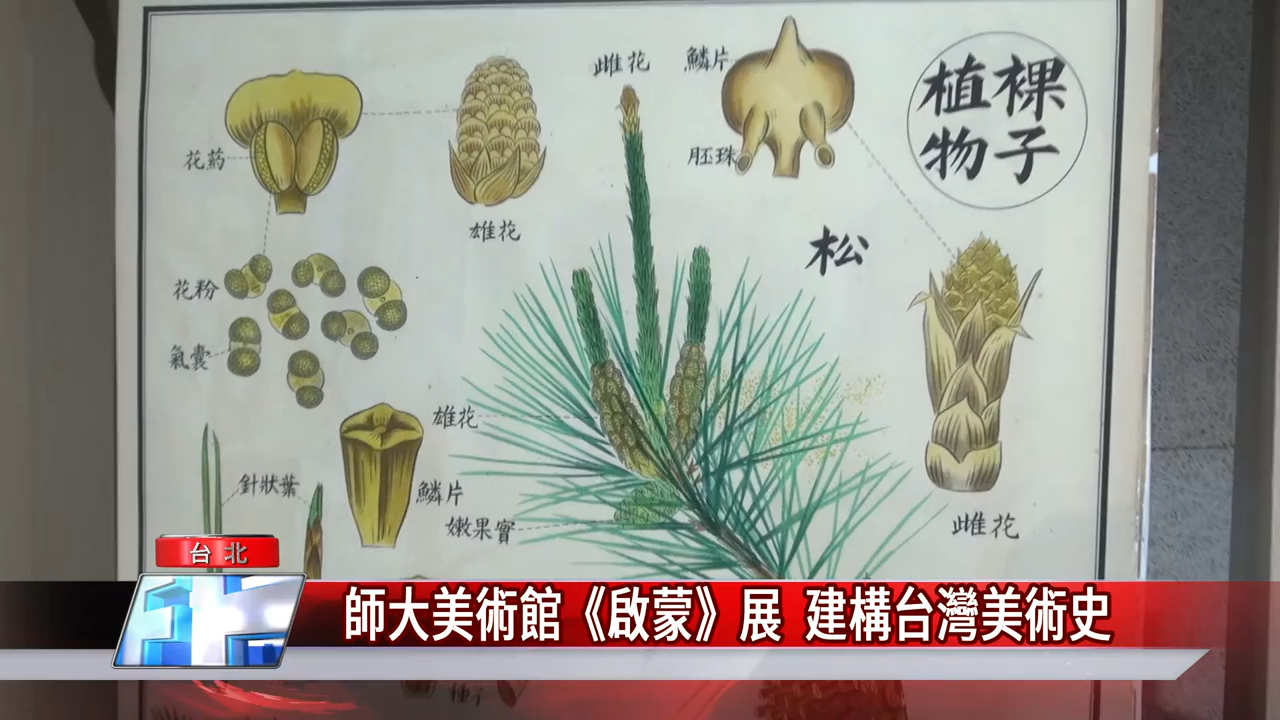 裸子
植物
松
雌花
鱗片
胚珠
花葯
雄花
花粉
氣囊
雄花
針狀葉
鱗片
嫩果實
雌花
台北
師大美術館《啟蒙》展 建構台灣美術史
種子